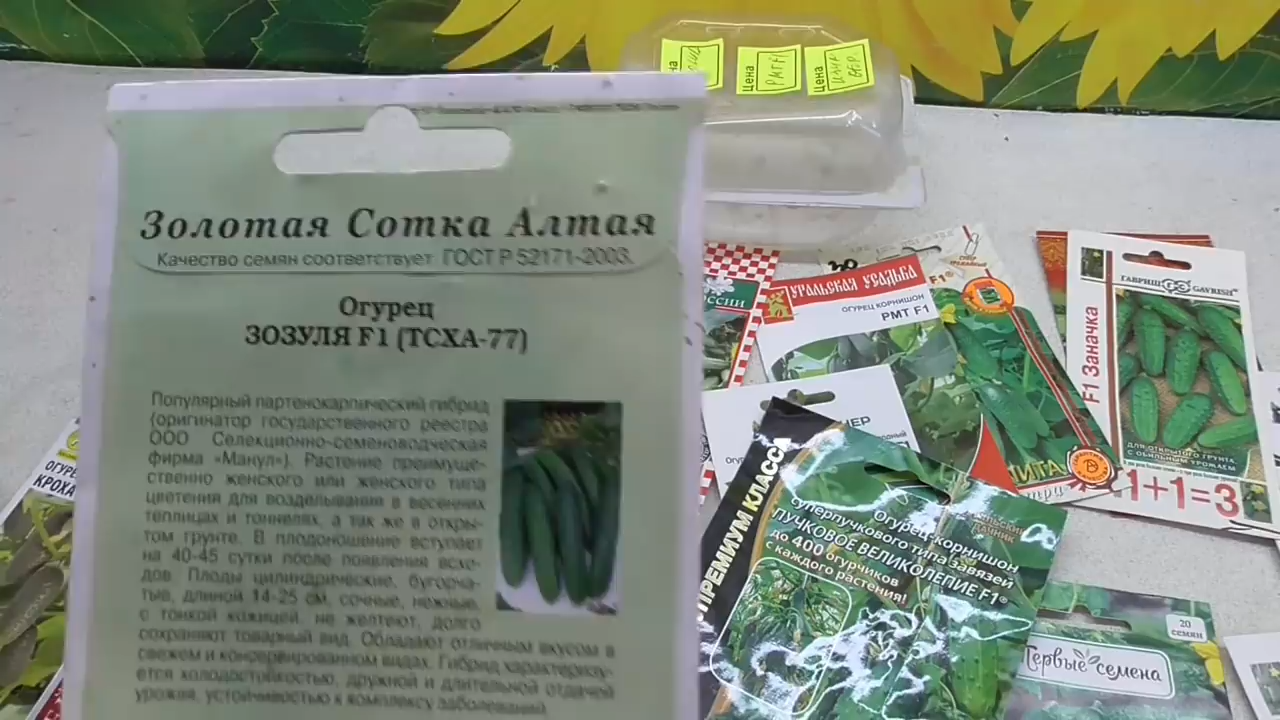 Золотая Сотка Алтая
Качество семян соответствует ГОСТ Р 52171-2003.
Огурец
ЗОЗУЛЯ F1 (ТСХА-77)
Популярный партенокарпический гибрид
(оригинатор государственного реестра
ООО Селекционно-семеноводческая
фирма «Манул»). Растение преимуще-
ственно женского или женского типа
цветения для возделывания в весенних
теплицах и тоннелях, а так же в откры-
том грунте. В плодоношение вступает
на 40-45 сутки после появления всхо-
дов. Плоды цилиндрические, бугорча-
тые, длиной 14-25 см, сочные, нежные,
с тонкой кожицей, не желтеют, долго
сохраняют товарный вид. Обладают отличным вкусом в
свежем и консервированном видах. Гибрид характеризу-
ется холодостойкостью, дружной и длительной отдачей
урожая, устойчивостью к комплексу заболеваний.
Цена
РМТ F1
Цена
УРАЛЬСКАЯ УСАДЬБА
ОГУРЕЦ КОРНИШОН
РМТ F1
F1
ГАВРИШ GAVRISH
F1 Заначка
ДЛЯ ОТКРЫТОГО ГРУНТА
С ОБИЛЬНЫМ УРОЖАЕМ
1+1=3
ПРЕМИУМ КЛАССА
Огурец-корнишон
суперпучкового типа завязей
ПУЧКОВОЕ ВЕЛИКОЛЕПИЕ F1
до 400 огурчиков
с каждого растения!
20
семян
Первые семена